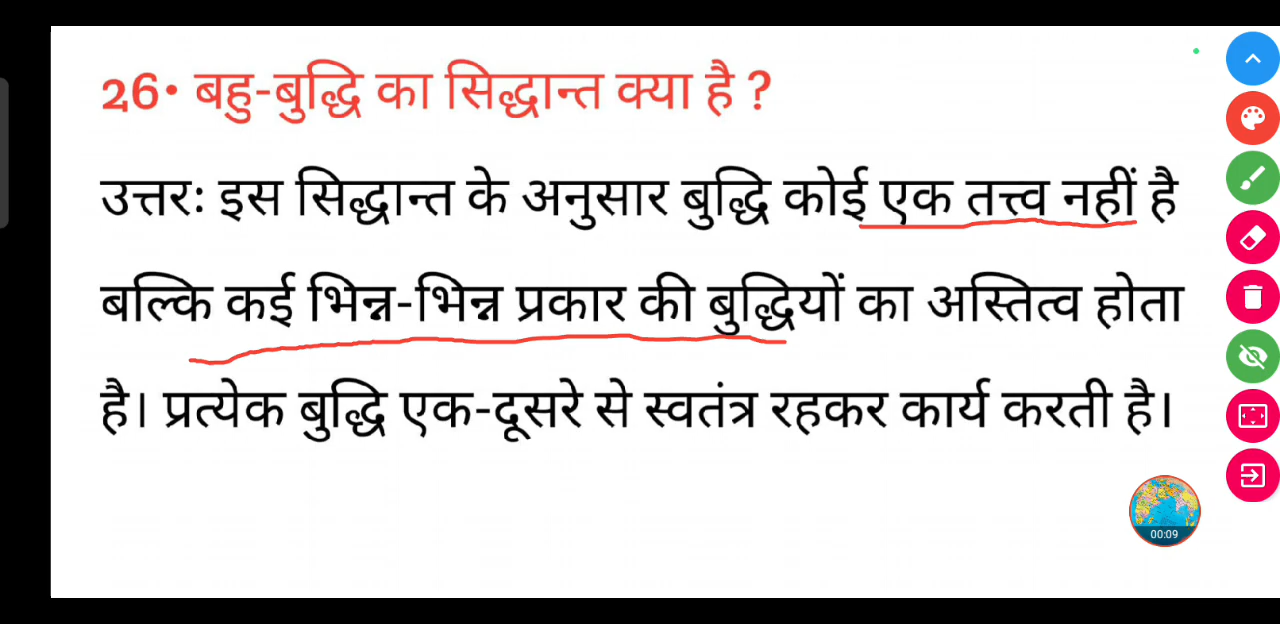 26• बहु-बुद्धि का सिद्धान्त क्या है ?
उत्तरः इस सिद्धान्त के अनुसार बुद्धि कोई एक तत्त्व नहीं है
बल्कि कई भिन्न-भिन्न प्रकार की बुद्धियों का अस्तित्व होता
है। प्रत्येक बुद्धि एक-दूसरे से स्वतंत्र रहकर कार्य करती है।
00:09